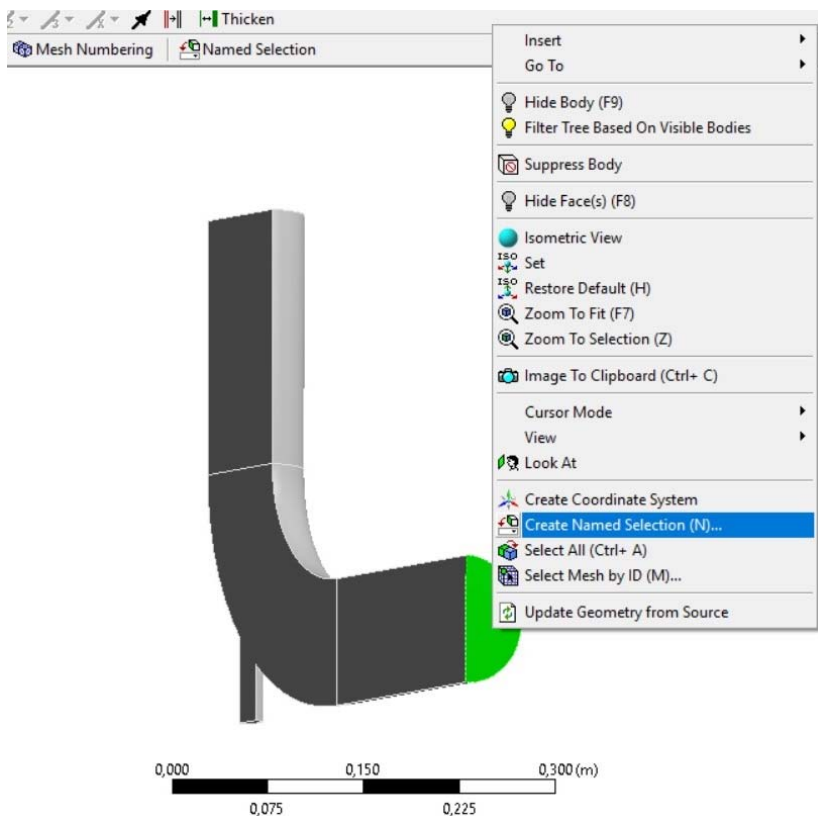 Thicken
Mesh Numbering
Named Selection
Insert
Go To
Hide Body (F9)
Filter Tree Based On Visible Bodies
Suppress Body
Hide Face(s) (F8)
Isometric View
ISO Set
ISO Restore Default (H)
Zoom To Fit (F7)
Zoom To Selection (Z)
Image To Clipboard (Ctrl+ C)
Cursor Mode
View
Look At
Create Coordinate System
Create Named Selection (N)...
Select All (Ctrl+ A)
Select Mesh by ID (M)...
Update Geometry from Source
0,000 0,150 0,300 (m)
0,075 0,225